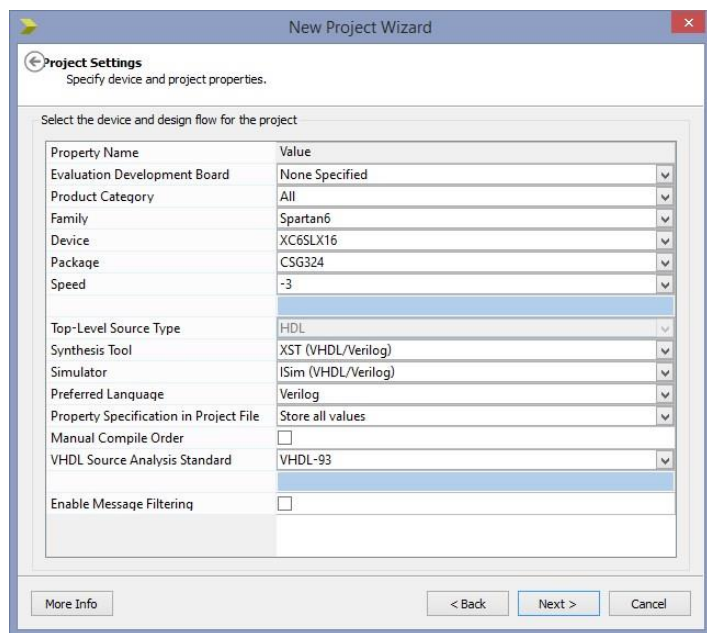 New Project Wizard
Project Settings
Specify device and project properties.
Select the device and design flow for the project
Property Name Value
Evaluation Development Board None Specified
Product Category All
Family Spartan6
Device XC6SLX16
Package CSG324
Speed -3
Top-Level Source Type HDL
Synthesis Tool XST (VHDL/Verilog)
Simulator ISim (VHDL/Verilog)
Preferred Language Verilog
Property Specification in Project File Store all values
Manual Compile Order
VHDL Source Analysis Standard VHDL-93
Enable Message Filtering
More Info < Back Next > Cancel